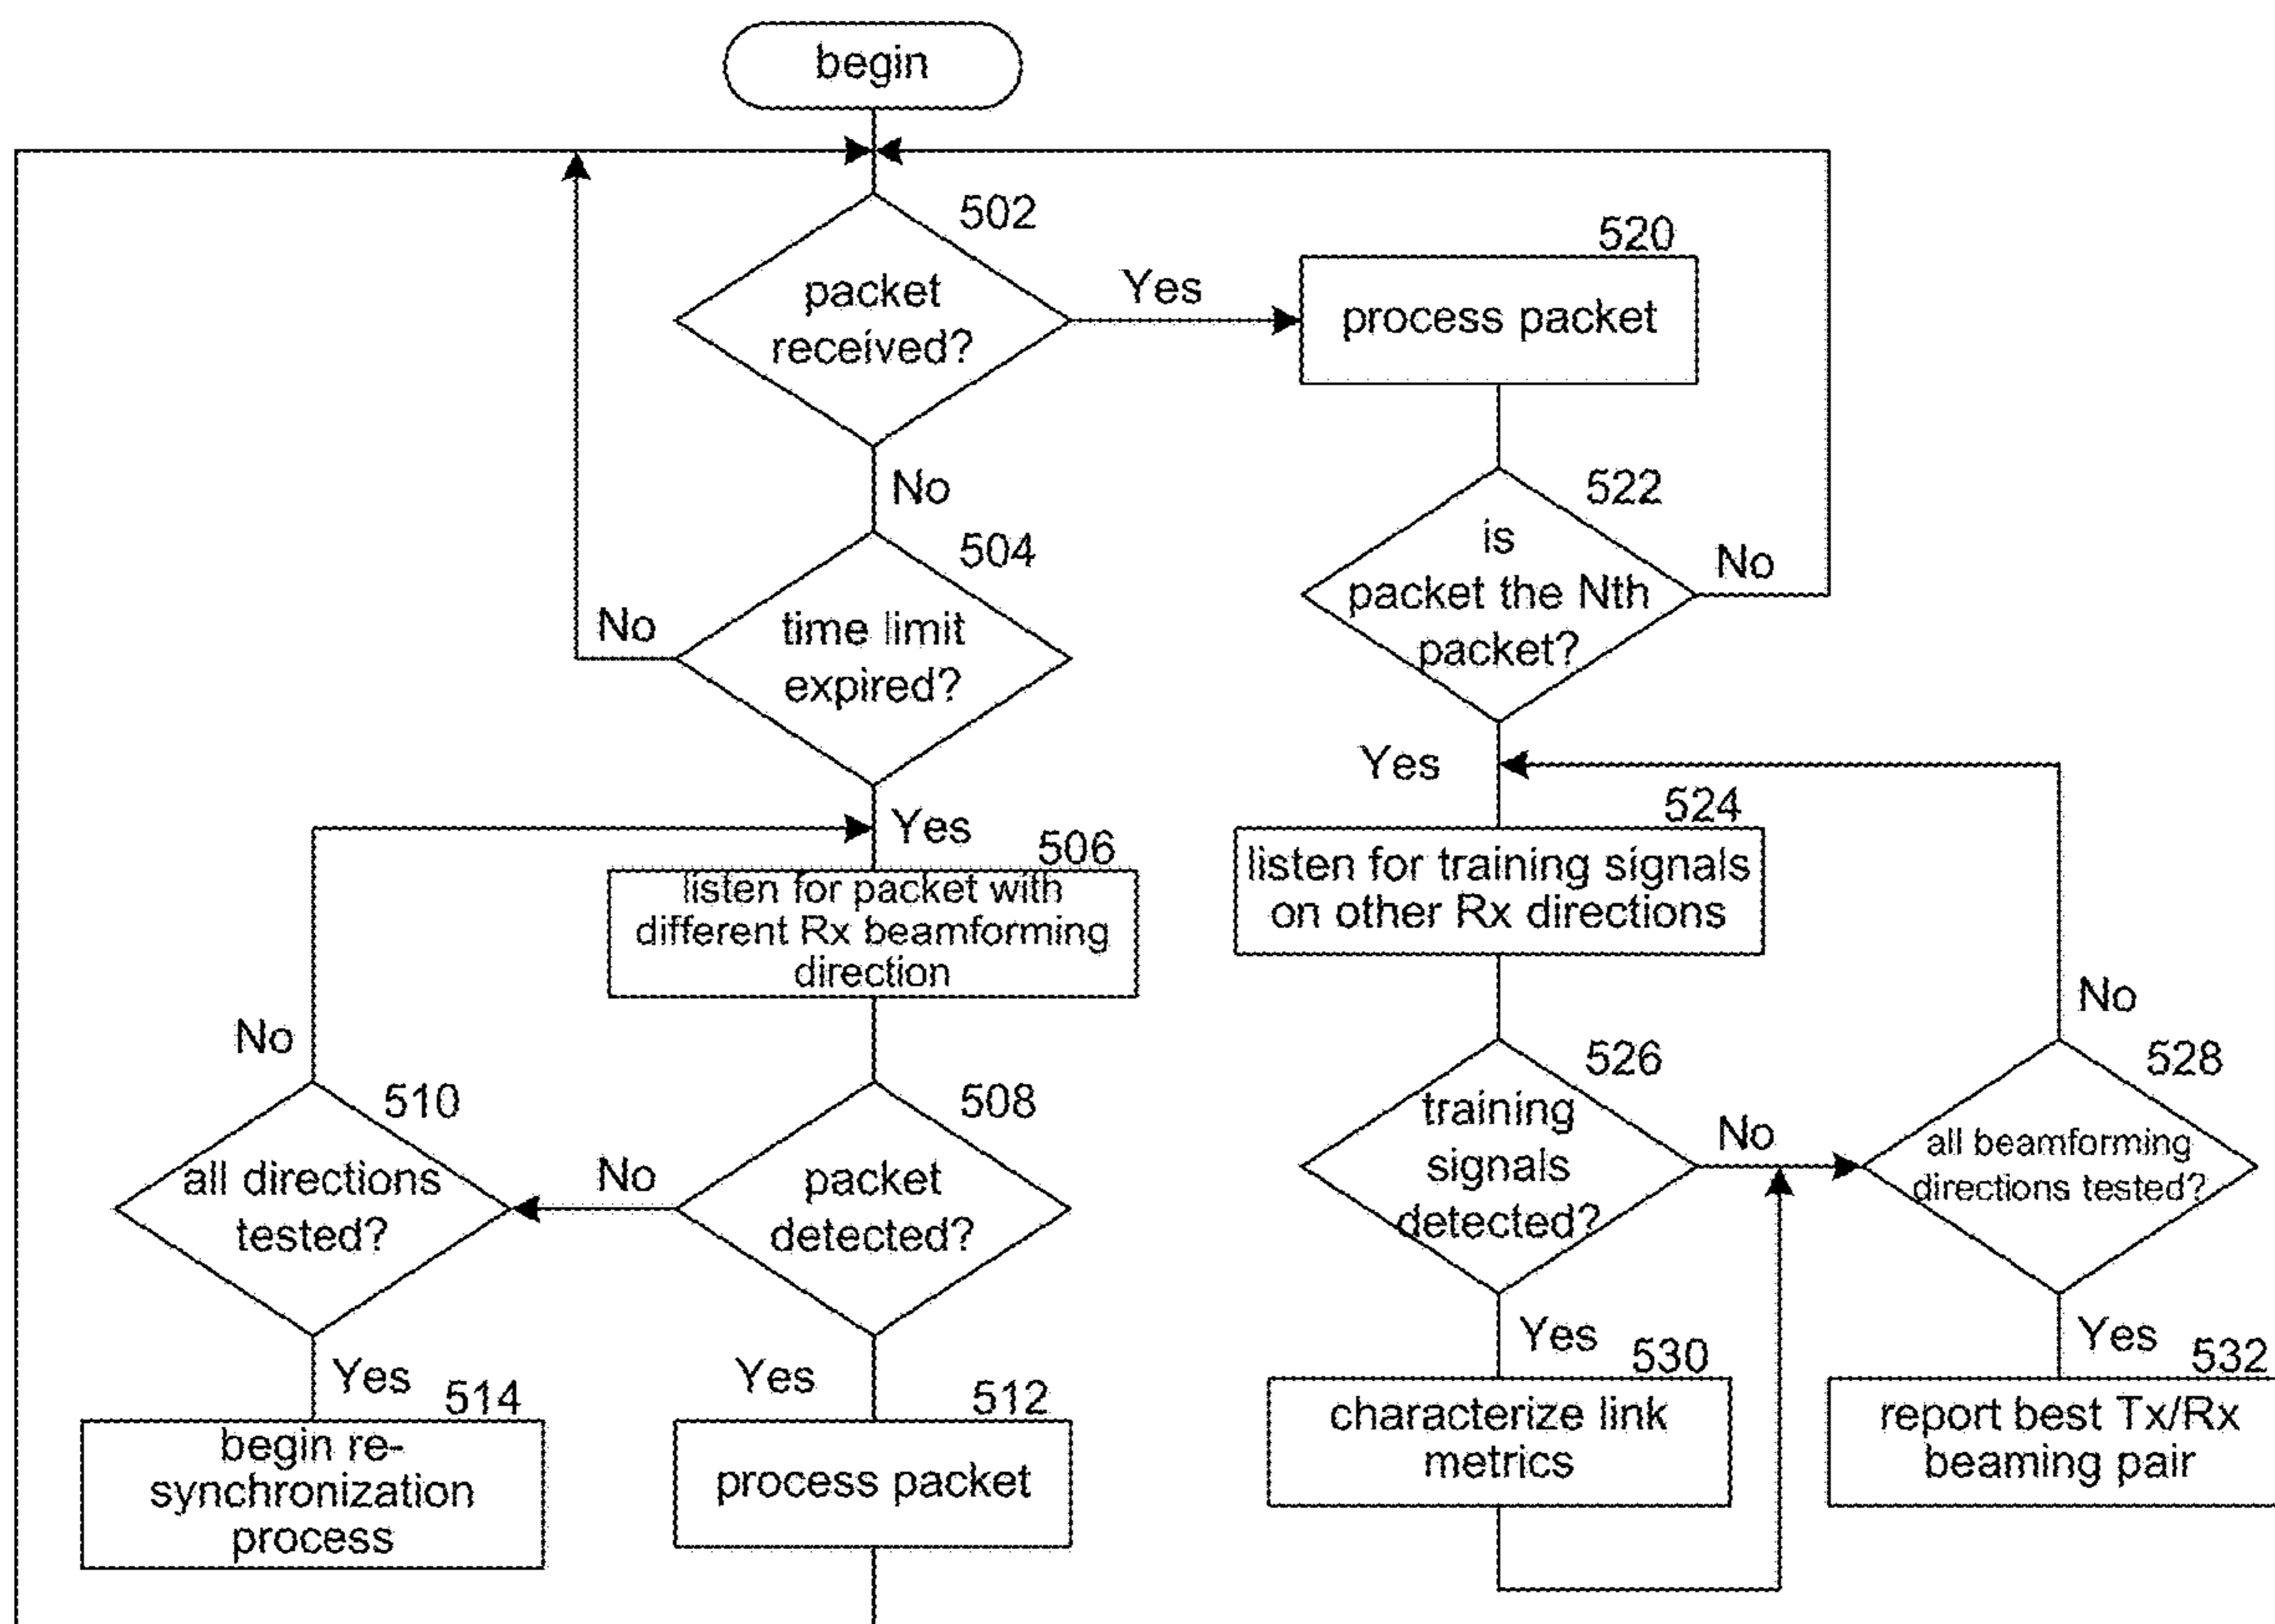 begin
502
packet
received?
Yes
520
process packet
No
522
is
packet the Nth
packet?
No
504
time limit
expired?
No
Yes
Yes
506
listen for packet with
different Rx beamforming
direction
524
listen for training signals
on other Rx directions
No
No
510
all directions
tested?
No
508
packet
detected?
526
training
signals
detected?
No
528
all beamforming
directions tested?
Yes
514
begin re-
synchronization
process
Yes
512
process packet
Yes
530
characterize link
metrics
Yes
532
report best Tx/Rx
beaming pair